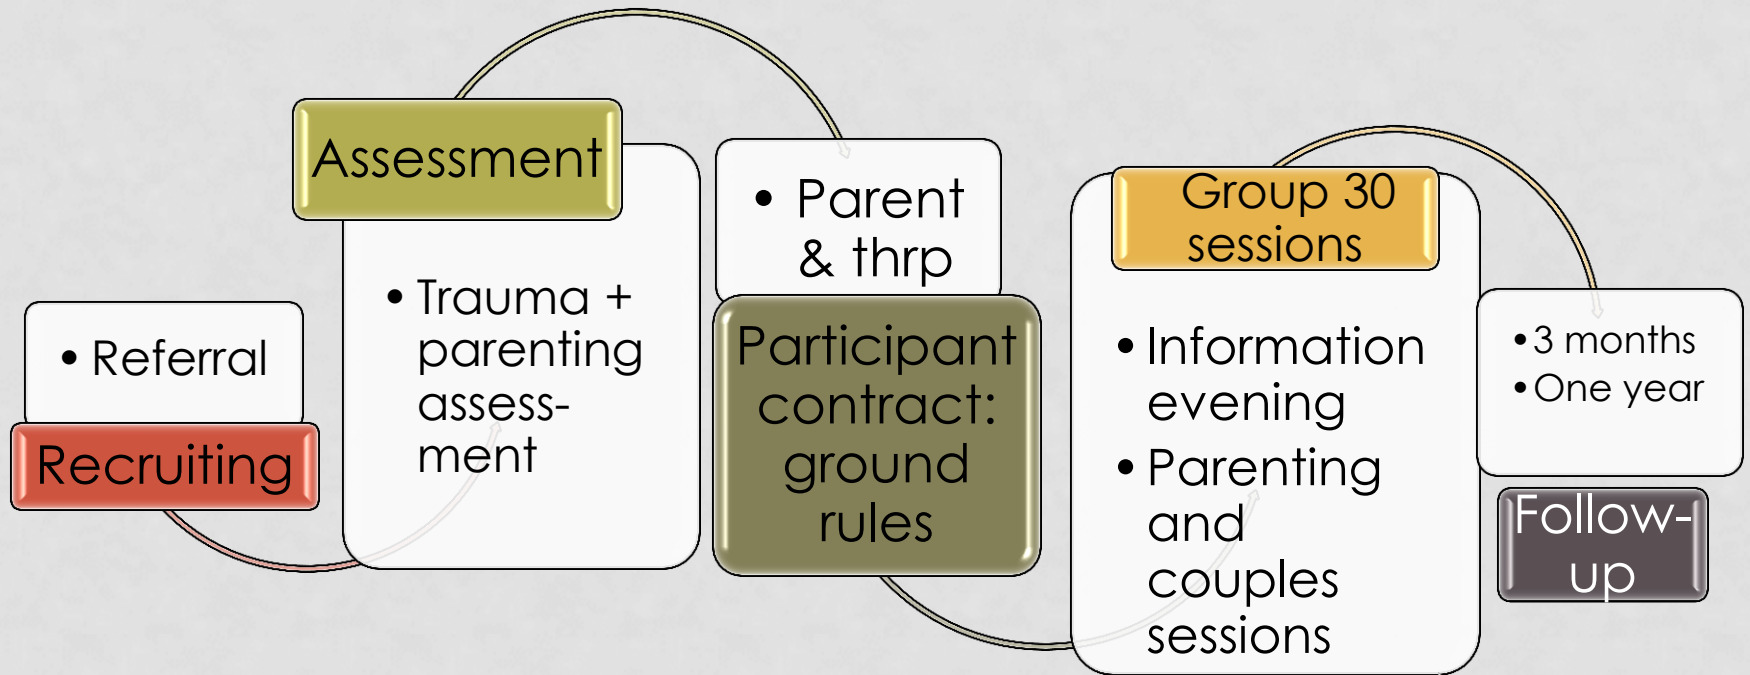 • Referral
Recruiting
Assessment
• Trauma +
parenting
assess-
ment
• Parent
& thrp
Participant
contract:
ground
rules
Group 30
sessions
• Information
evening
• Parenting
and
couples
sessions
• 3 months
• One year
Follow-
up